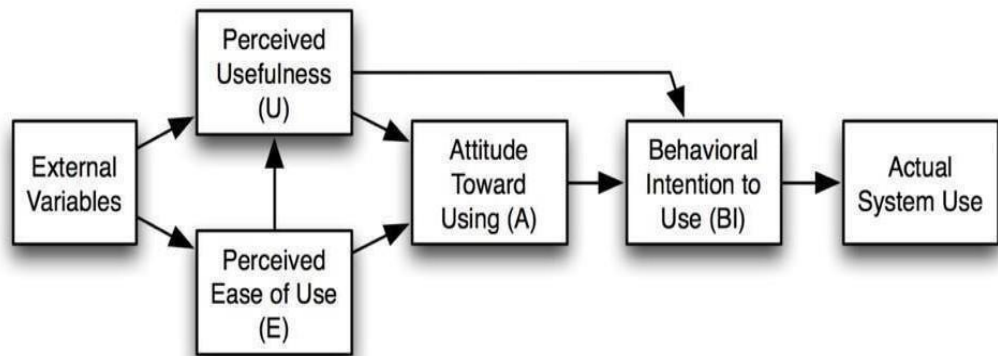 External
Variables
Perceived
Usefulness
(U)
Perceived
Ease of Use
(E)
Attitude
Toward
Using (A)
Behavioral
Intention to
Use (BI)
Actual
System Use